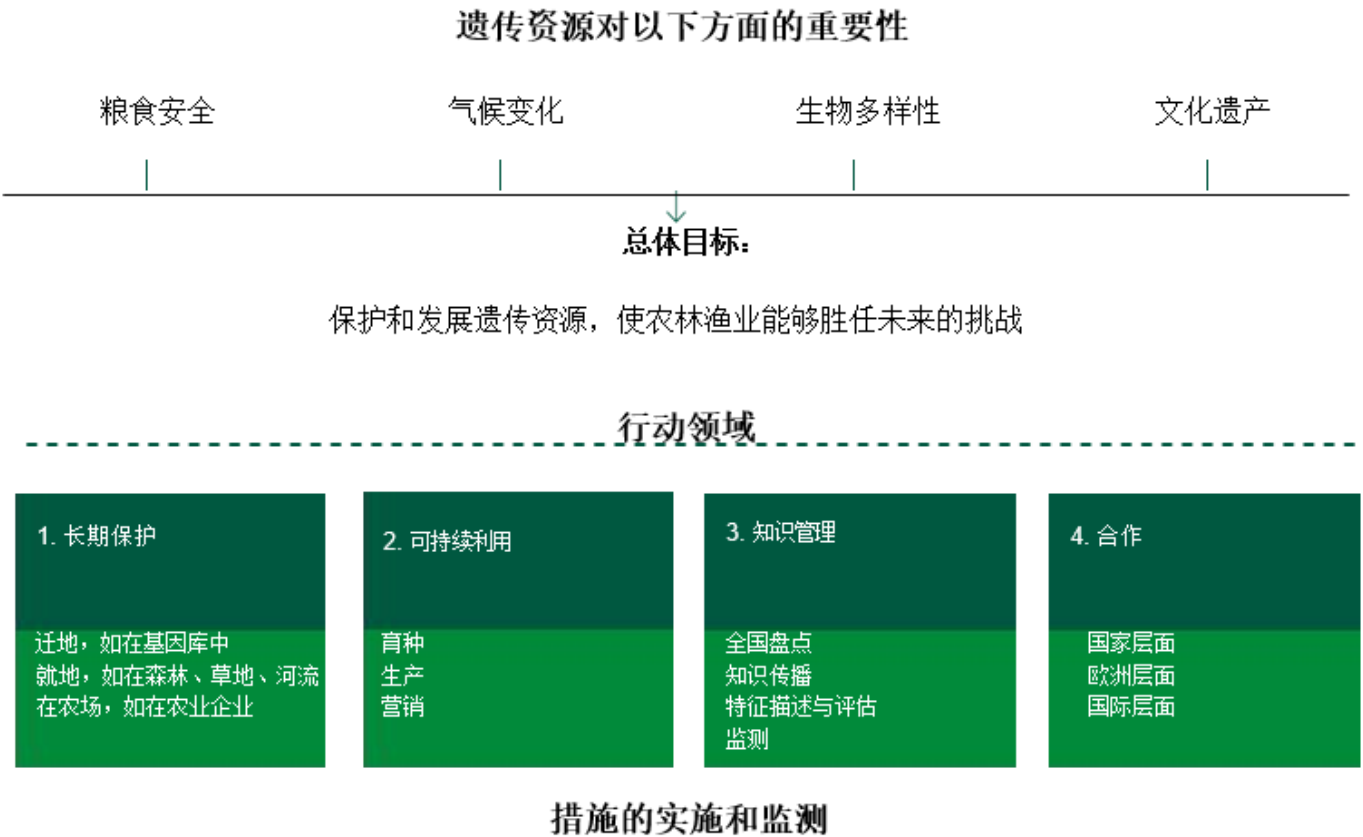 遗传资源对以下方面的重要性
粮食安全
气候变化
生物多样性
文化遗产
总体目标:
保护和发展遗传资源，使农林渔业能够胜任未来的挑战
行动领域
1. 长期保护
迁地，如在基因库中
就地，如在森林、草地、河流
在农场，如在农业企业
2. 可持续利用
育种
生产
营销
3. 知识管理
全国盘点
知识传播
特征描述与评估
监测
4. 合作
国家层面
欧洲层面
国际层面
措施的实施和监测